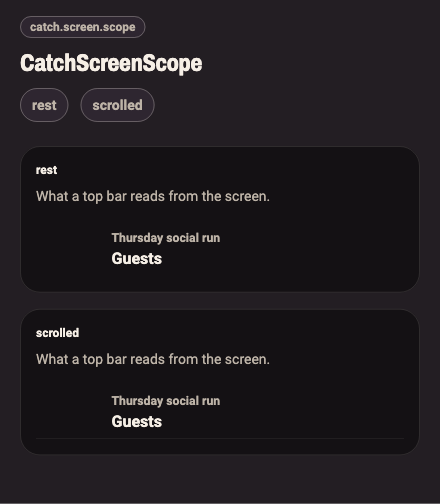 catch.screen.scope
CatchScreenScope
rest
scrolled
rest
What a top bar reads from the screen.
Thursday social run
Guests
scrolled
What a top bar reads from the screen.
Thursday social run
Guests